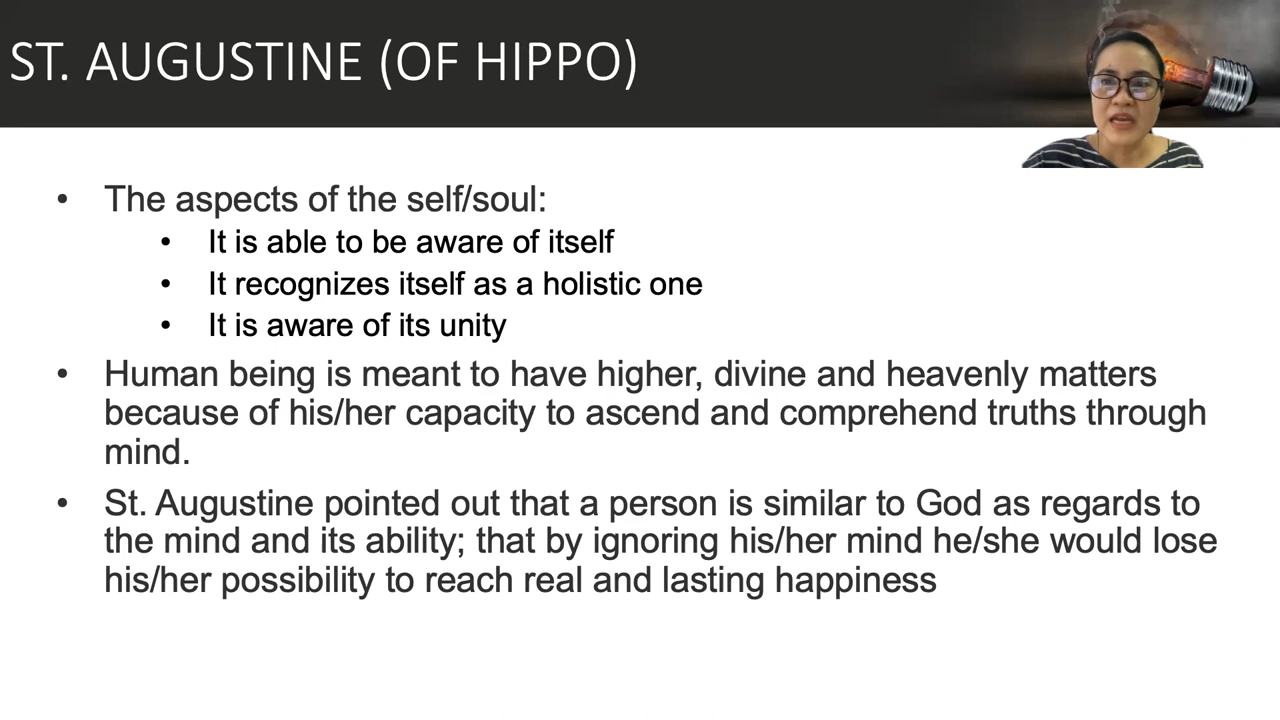 ST. AUGUSTINE (OF HIPPO)
• The aspects of the self/soul:
• It is able to be aware of itself
• It recognizes itself as a holistic one
• It is aware of its unity
• Human being is meant to have higher, divine and heavenly matters
because of his/her capacity to ascend and comprehend truths through
mind.
• St. Augustine pointed out that a person is similar to God as regards to
the mind and its ability; that by ignoring his/her mind he/she would lose
his/her possibility to reach real and lasting happiness